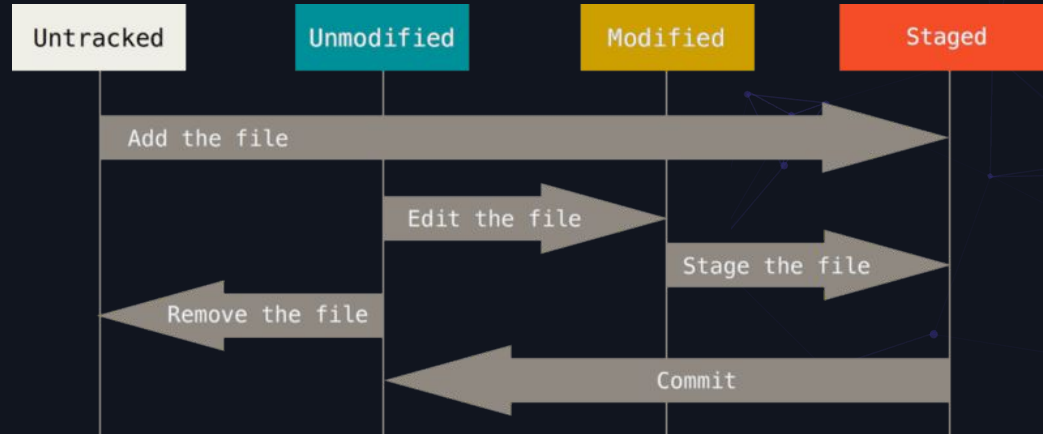 Untracked
Unmodified
Modified
Staged
Add the file
Edit the file
Stage the file
Remove the file
Commit